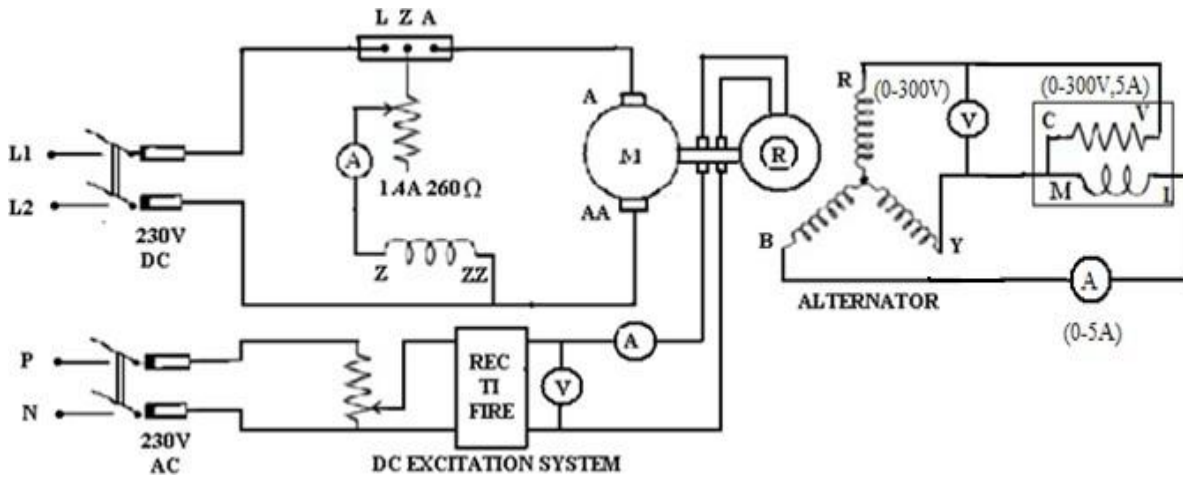 L Z A
R
(0-300V)
(0-300V,5A)
A
V
C
V
L1
A
M
R
M
L
1.4A 260 Ω
L2
AA
B
Y
230V
DC
Z
ZZ
A
ALTERNATOR
(0-5A)
P
REC
TI
FIRE
A
V
N
230V
AC
DC EXCITATION SYSTEM